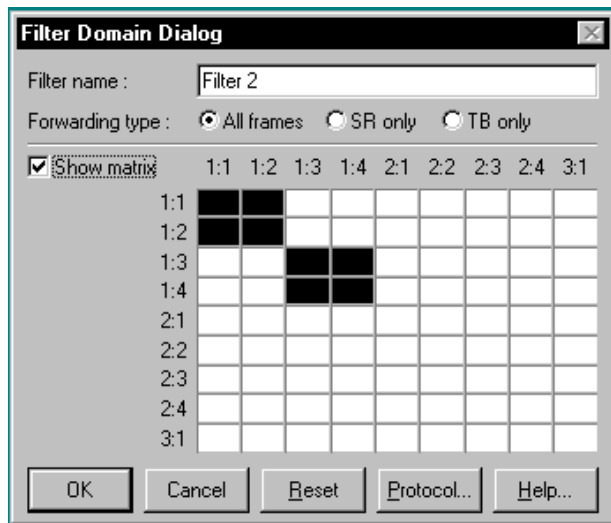 Filter Domain Dialog
Filter name : Filter 2
Forwarding type : All frames SR only TB only
Show matrix 1:1 1:2 1:3 1:4 2:1 2:2 2:3 2:4 3:1
1:1
1:2
1:3
1:4
2:1
2:2
2:3
2:4
3:1
OK Cancel Reset Protocol... Help...